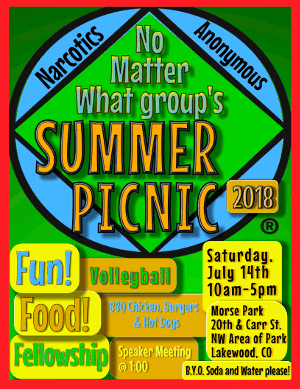 Narcotics
Anonymous
No
Matter
What group's
SUMMER
PICNIC
2018
®
Fun!
Volleyball
Food!
BBQ Chicken, Burgers
& Hot Dogs
Fellowship
Speaker Meeting
@ 1:00
Saturday.
July 14th
10am-5pm
Morse Park
20th & Carr St.
NW Area of Park
Lakewood, CO
B.Y.O. Soda and Water please!